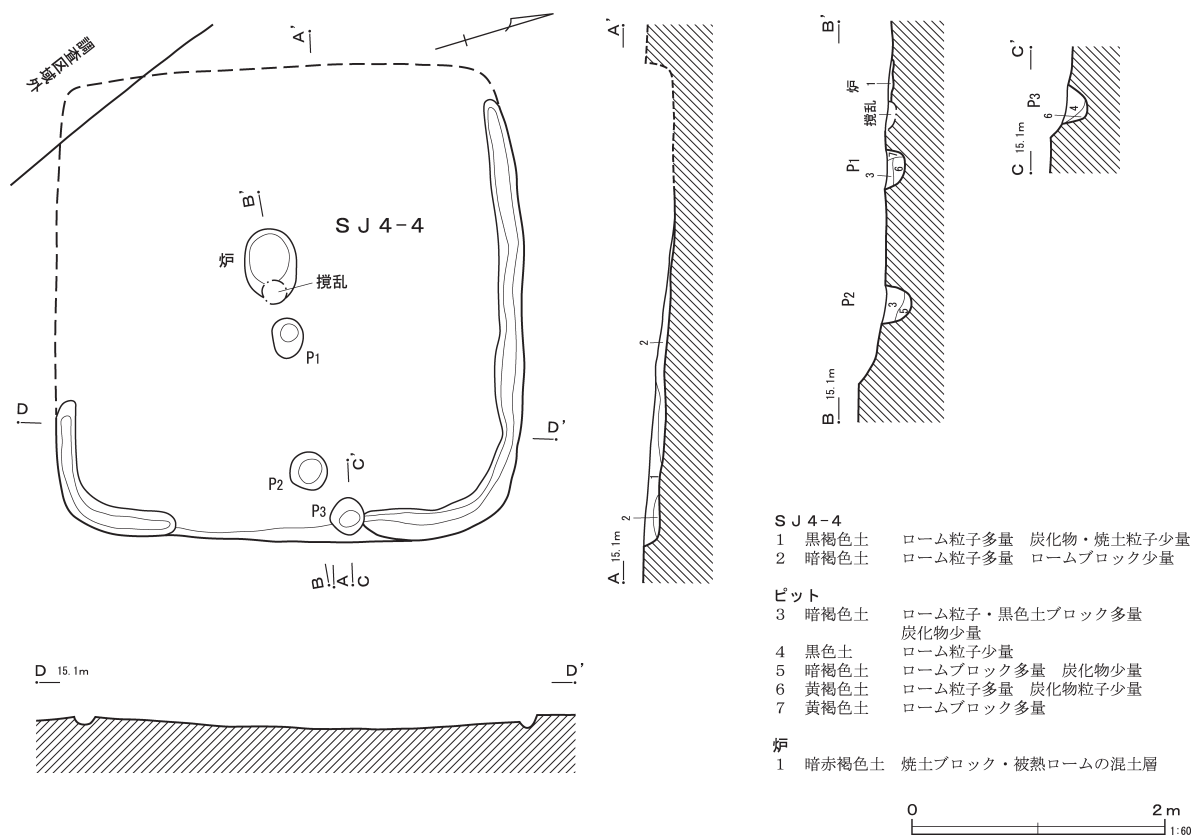 調査区域外
A'
SJ4-4
B'
炉
撹乱
P1
D
D'
P2
C'
P3
B
A
C
A'
2
1
2
A 15.1m
B'
炉 1
撹乱
P1
7
6
3
P2
3
5
B 15.1m
C'
P3
4
6
C 15.1m
D 15.1m
D'
SJ4-4
1 黒褐色土 ローム粒子多量 炭化物・焼土粒子少量
2 暗褐色土 ローム粒子多量 ロームブロック少量
ピット
3 暗褐色土 ローム粒子・黒色土ブロック多量
炭化物少量
4 黒色土 ローム粒子少量
5 暗褐色土 ロームブロック多量 炭化物少量
6 黄褐色土 ローム粒子多量 炭化物粒子少量
7 黄褐色土 ロームブロック多量
炉
1 暗赤褐色土 焼土ブロック・被熱ロームの混土層
0 2m
1:60